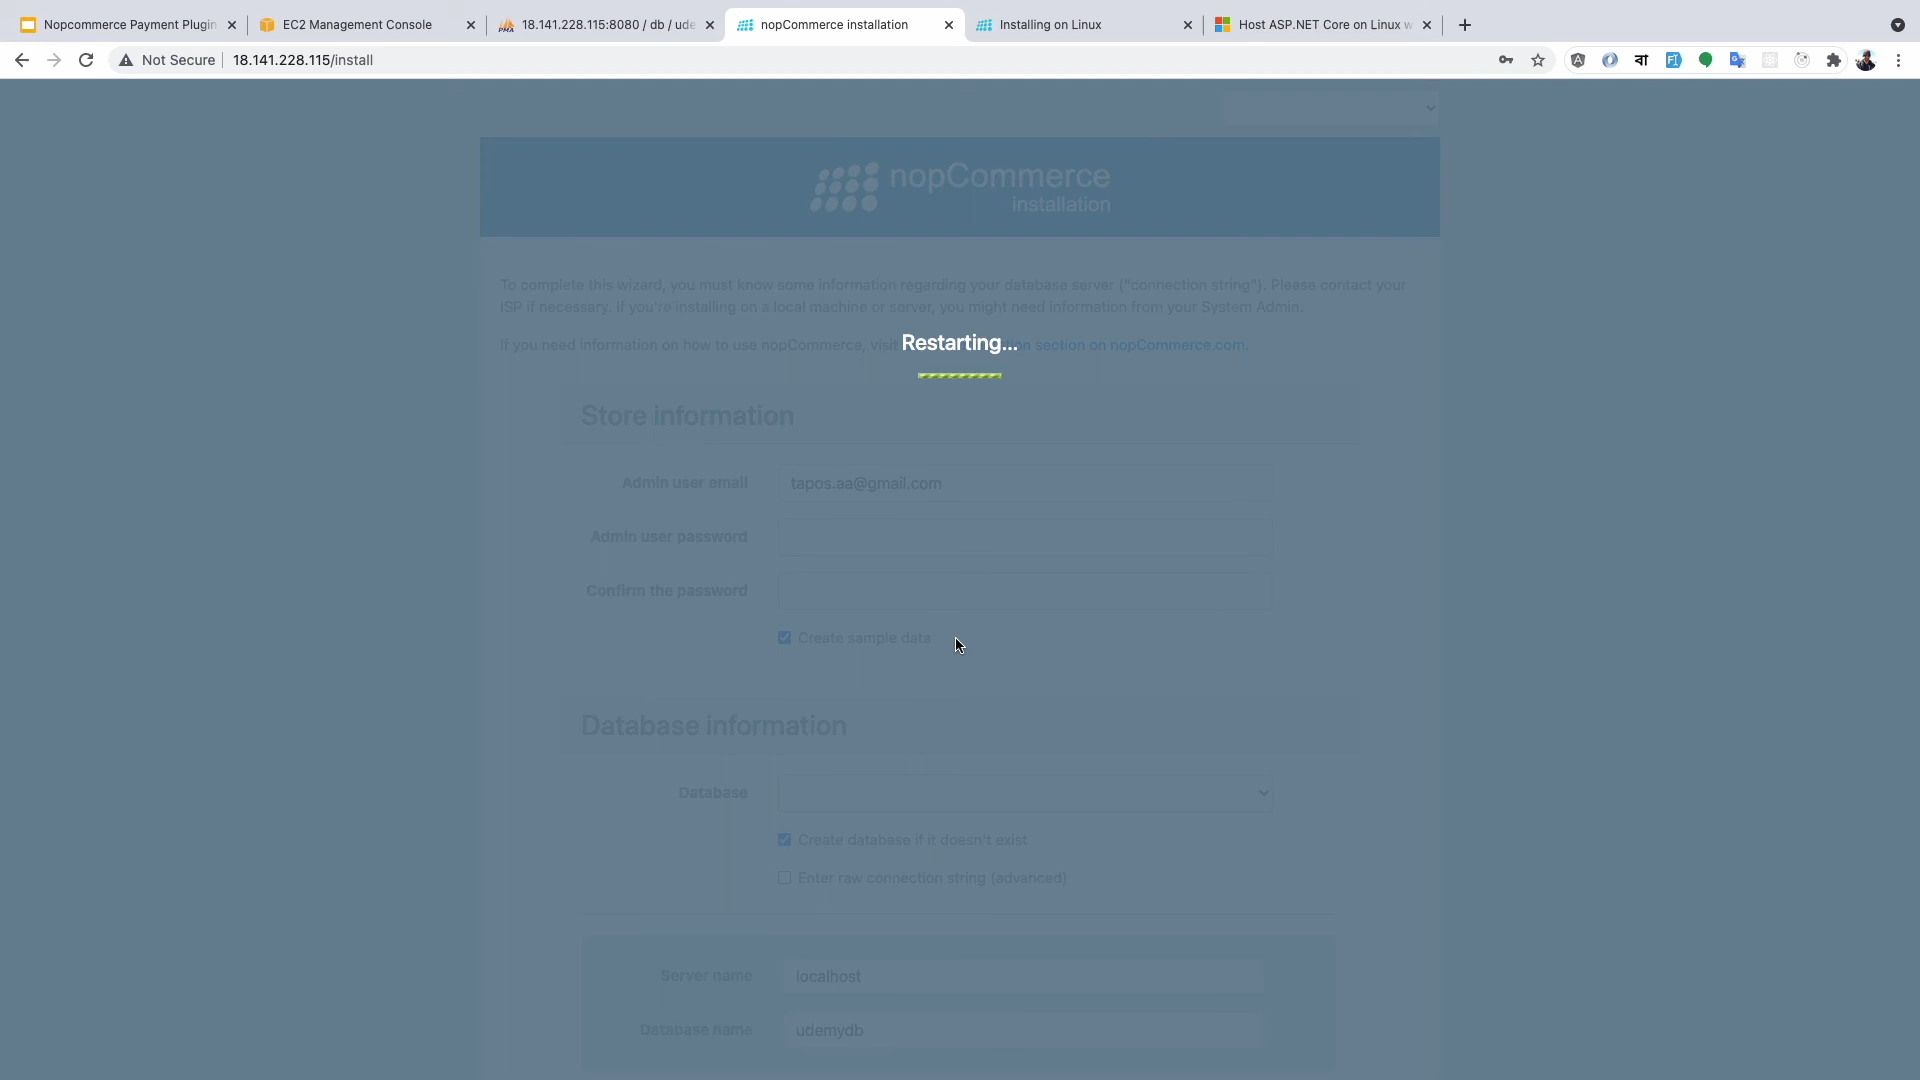 Nopcommerce Payment Plugin
EC2 Management Console
18.141.228.115:8080 / db / ude
nopCommerce installation
Installing on Linux
Host ASP.NET Core on Linux w
Not Secure
18.141.228.115/install
nopCommerce
installation
To complete this wizard, you must know some information regarding your database server ("connection string"). Please contact your
ISP if necessary. If you're installing on a local machine or server, you might need information from your System Admin.
Restarting...
If you need information on how to use nopCommerce, visit on section on nopCommerce.com.
Store information
Admin user email
tapos.aa@gmail.com
Admin user password
Confirm the password
Create sample data
Database information
Database
Create database if it doesn't exist
Enter raw connection string (advanced)
Server name
localhost
Database name
udemydb